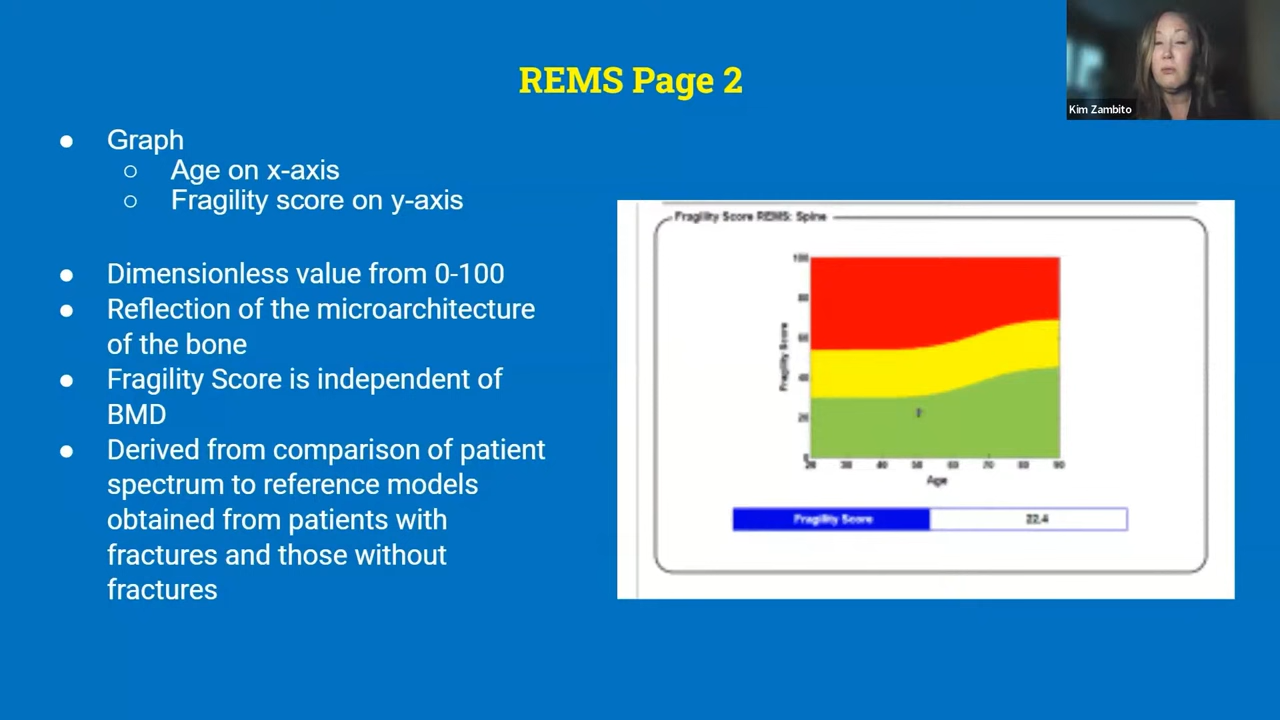 REMS Page 2
Kim Zambito
● Graph
○ Age on x-axis
○ Fragility score on y-axis
● Dimensionless value from 0-100
● Reflection of the microarchitecture
of the bone
● Fragility Score is independent of
BMD
● Derived from comparison of patient
spectrum to reference models
obtained from patients with
fractures and those without
fractures
Fragility Score REMS: Spine
100
80
60
40
20
0
Fragility Score
20 30 40 50 60 70 80 90
Age
Fragility Score 22.4